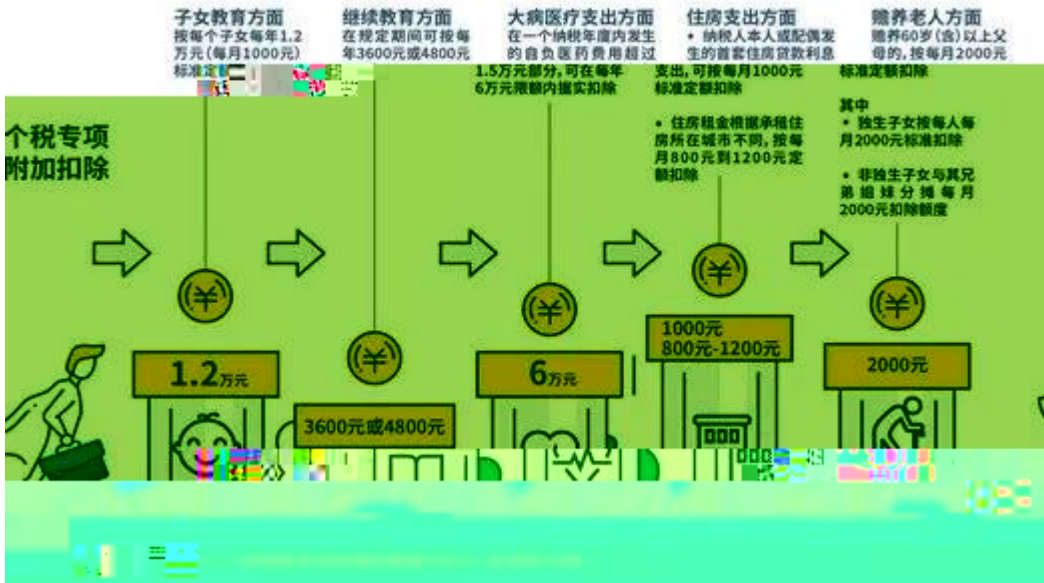 个税专项
附加扣除
子女教育方面
按每个子女每年1.2
万元(每月1000元)
标准定额
继续教育方面
在规定期间可按每
年3600元或4800元
大病医疗支出方面
在一个纳税年度内发生
的自负医药费用超过
1.5万元部分,可在每年
6万元限额内据实扣除
住房支出方面
• 纳税人本人或配偶发
生的首套住房贷款利息
支出,可按每月1000元
标准定额扣除
• 住房租金根据承租住
房所在城市不同,按每
月800元到1200元定
额扣除
赡养老人方面
赡养60岁(含)以上父
母的,按每月2000元
标准定额扣除
其中
• 独生子女按每人每
月2000元标准扣除
• 非独生子女与其兄
弟姐妹分摊每月
2000元扣除额度
¥
¥
¥
¥
¥
1.2万元
3600元或4800元
6万元
1000元
800元-1200元
2000元